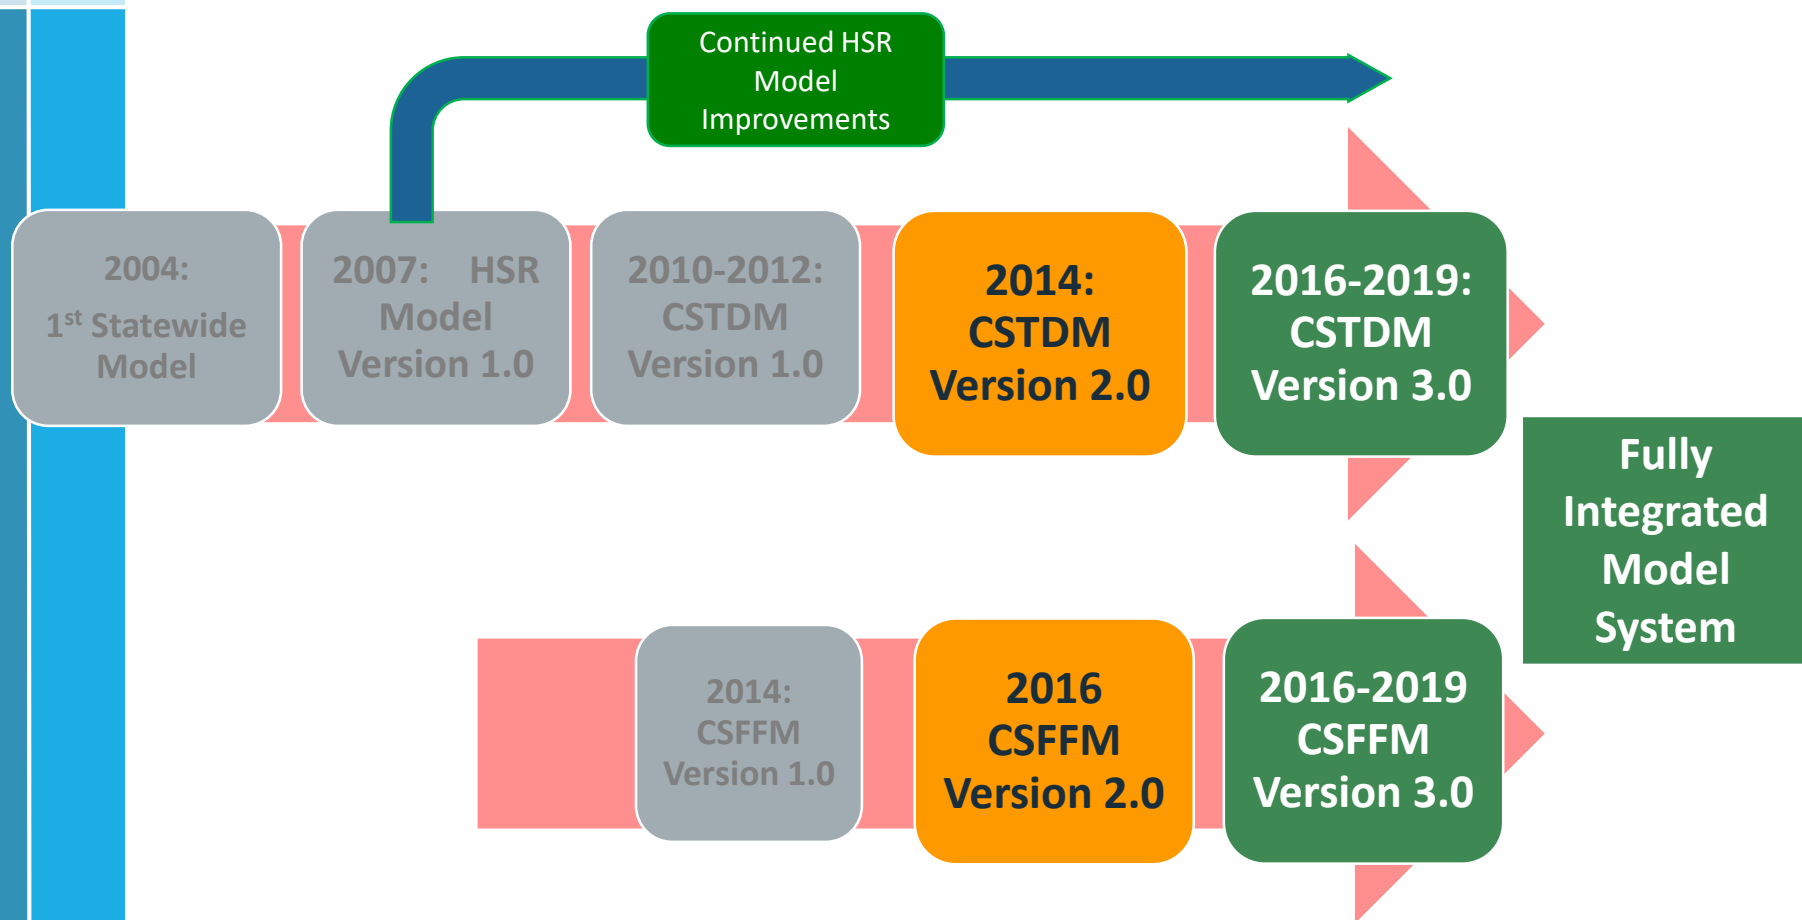 Continued HSR
Model
Improvements
2004:
1st Statewide
Model
2007: HSR
Model
Version 1.0
2010-2012:
CSTDM
Version 1.0
2014:
CSTDM
Version 2.0
2016-2019:
CSTDM
Version 3.0
Fully
Integrated
Model
System
2014:
CSFFM
Version 1.0
2016
CSFFM
Version 2.0
2016-2019
CSFFM
Version 3.0